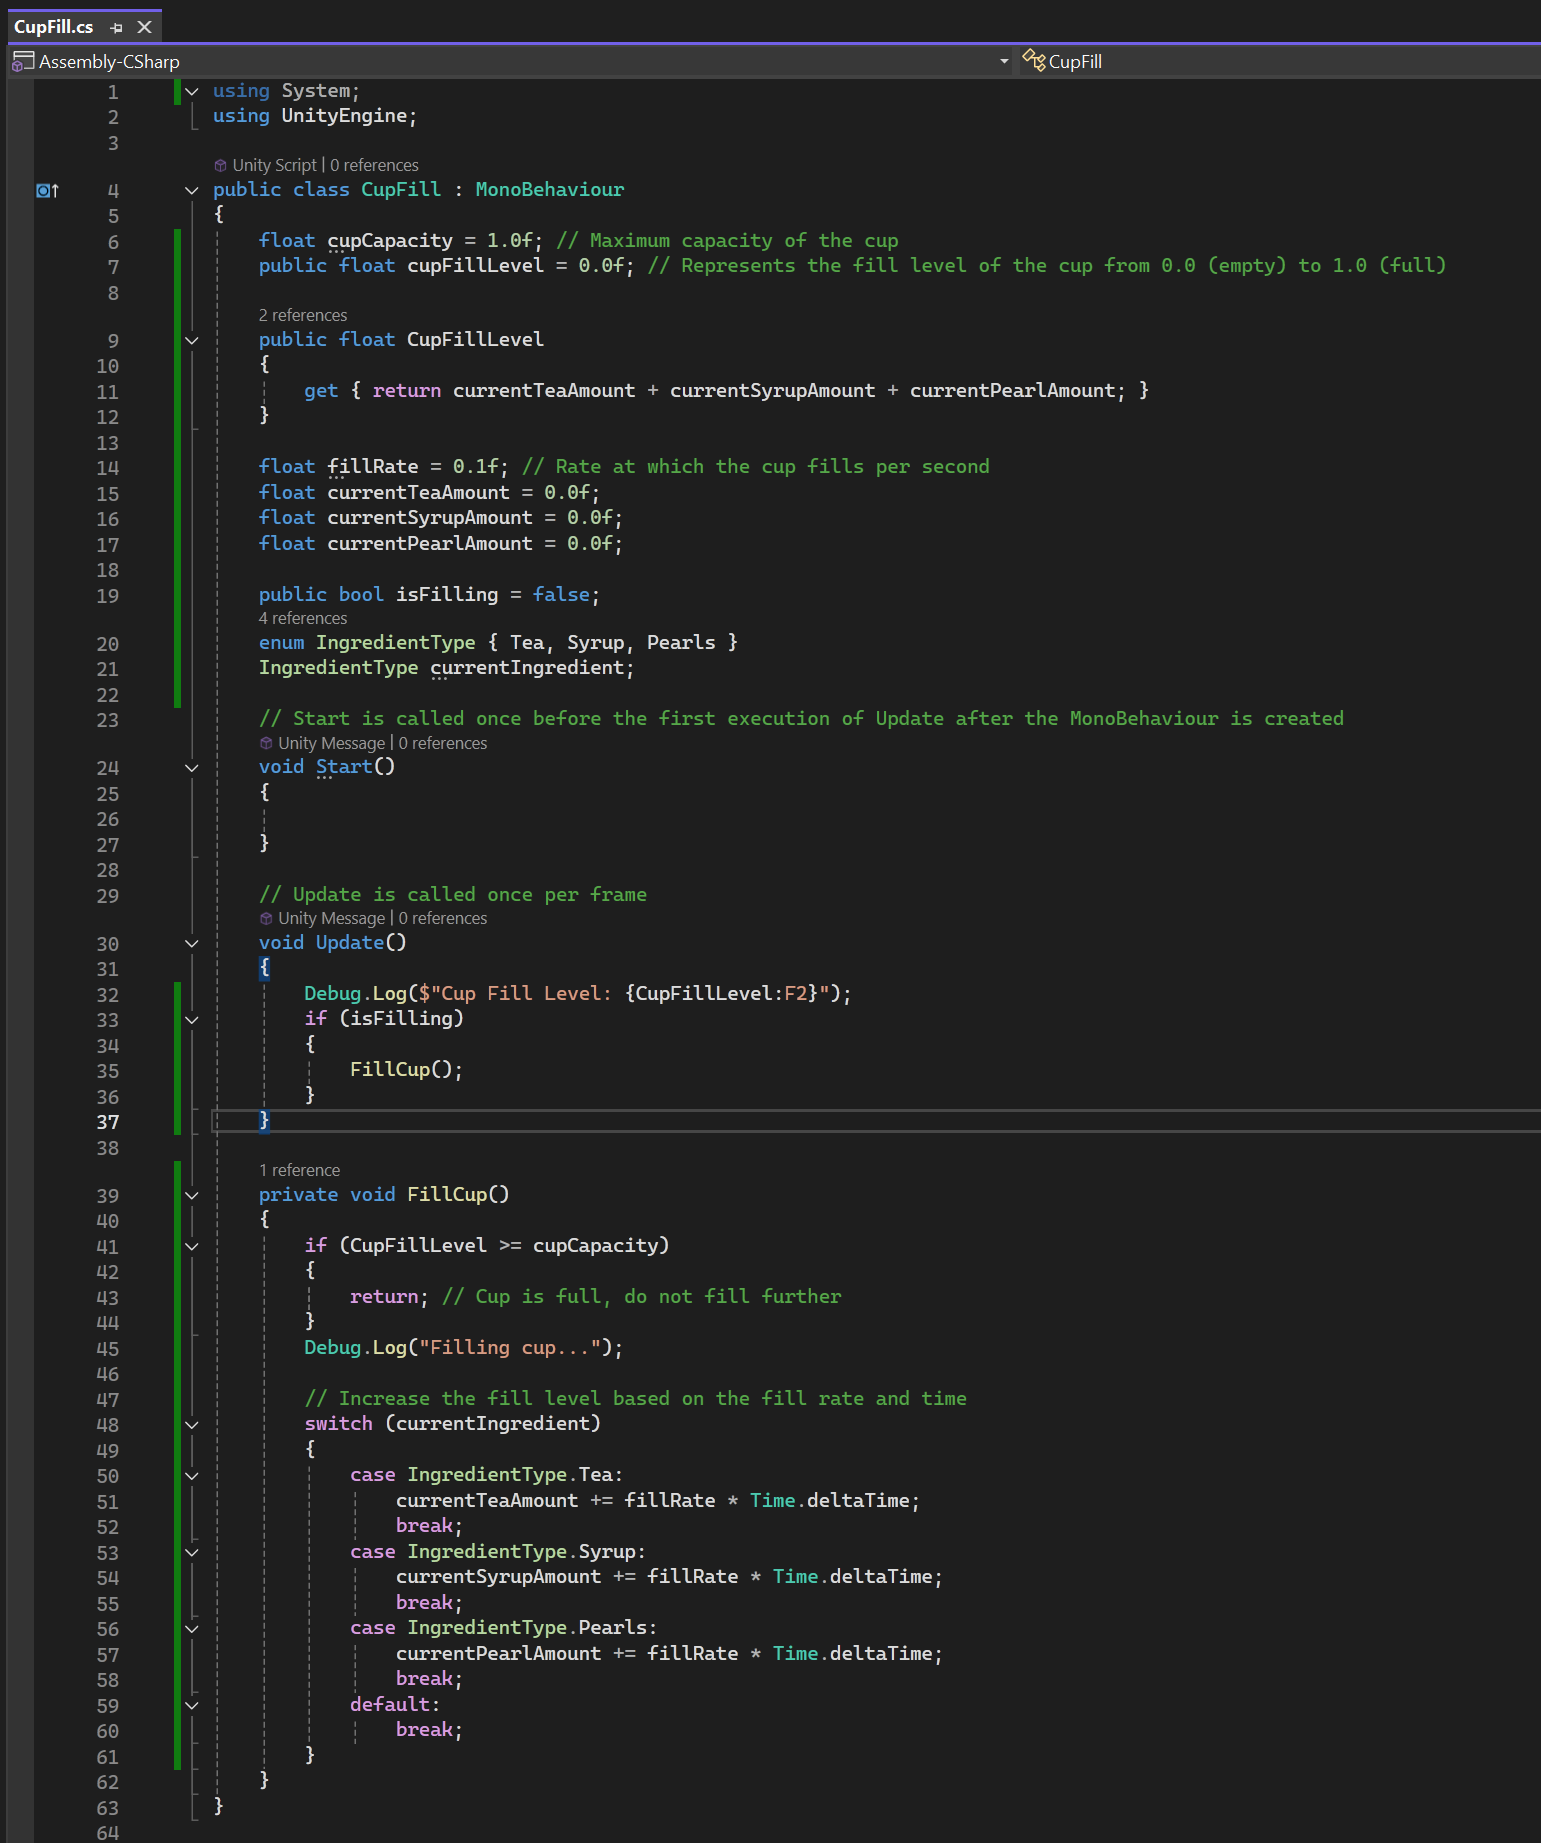 CupFill.cs
Assembly-CSharp CupFill
1 using System;
2 using UnityEngine;
3
Unity Script | 0 references
4 public class CupFill : MonoBehaviour
5 {
6 float cupCapacity = 1.0f; // Maximum capacity of the cup
7 public float cupFillLevel = 0.0f; // Represents the fill level of the cup from 0.0 (empty) to 1.0 (full)
8
2 references
9 public float CupFillLevel
10 {
11 get { return currentTeaAmount + currentSyrupAmount + currentPearlAmount; }
12 }
13
14 float fillRate = 0.1f; // Rate at which the cup fills per second
15 float currentTeaAmount = 0.0f;
16 float currentSyrupAmount = 0.0f;
17 float currentPearlAmount = 0.0f;
18
19 public bool isFilling = false;
4 references
20 enum IngredientType { Tea, Syrup, Pearls }
21 IngredientType currentIngredient;
22
23 // Start is called once before the first execution of Update after the MonoBehaviour is created
Unity Message | 0 references
24 void Start()
25 {
26
27 }
28
29 // Update is called once per frame
Unity Message | 0 references
30 void Update()
31 {
32 Debug.Log($"Cup Fill Level: {CupFillLevel:F2}");
33 if (isFilling)
34 {
35 FillCup();
36 }
37 }
38
1 reference
39 private void FillCup()
40 {
41 if (CupFillLevel >= cupCapacity)
42 {
43 return; // Cup is full, do not fill further
44 }
45 Debug.Log("Filling cup...");
46
47 // Increase the fill level based on the fill rate and time
48 switch (currentIngredient)
49 {
50 case IngredientType.Tea:
51 currentTeaAmount += fillRate * Time.deltaTime;
52 break;
53 case IngredientType.Syrup:
54 currentSyrupAmount += fillRate * Time.deltaTime;
55 break;
56 case IngredientType.Pearls:
57 currentPearlAmount += fillRate * Time.deltaTime;
58 break;
59 default:
60 break;
61 }
62 }
63 }
64